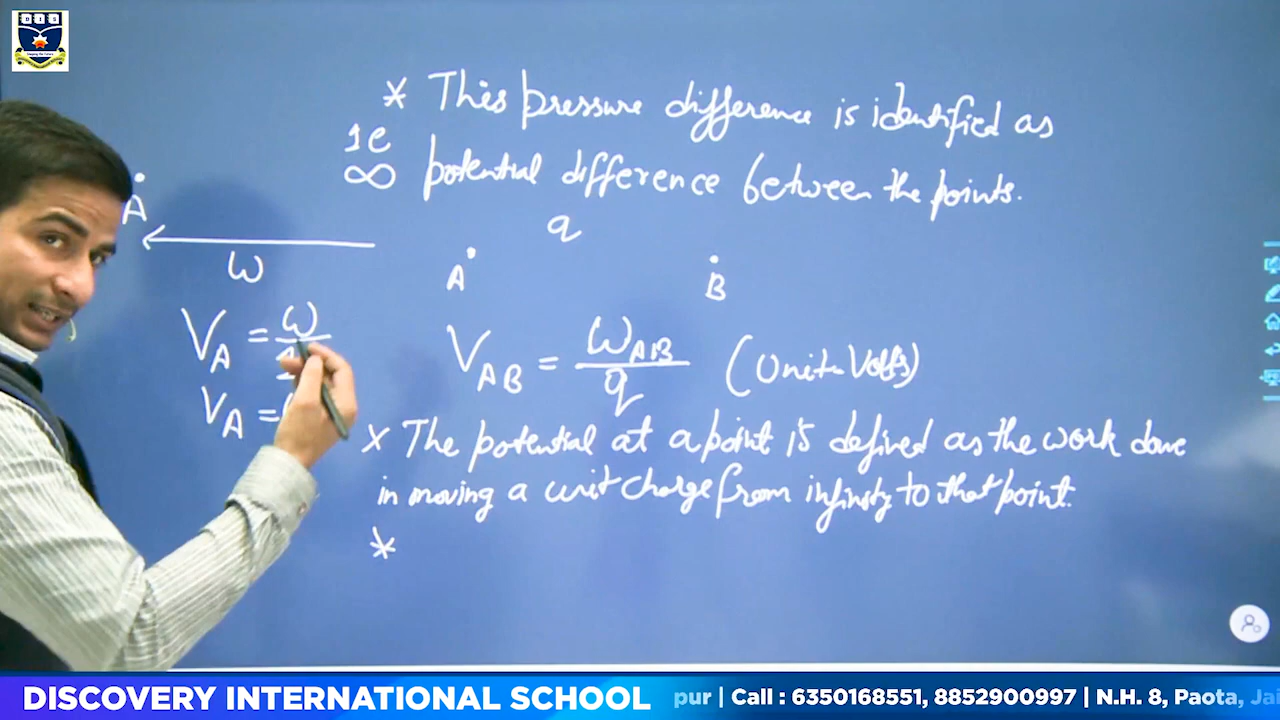 * This pressure difference is identified as
1C
∞ potential difference between the points.
q
A
W
A B
V_A = W
V_A =
V_AB = W_AB / q (Unit-Volts)
x The potential at a point is defined as the work done
in moving a unit charge from infinity to that point.
*
DISCOVERY INTERNATIONAL SCHOOL pur | Call : 6350168551, 8852900997 | N.H. 8, Paota, Jai